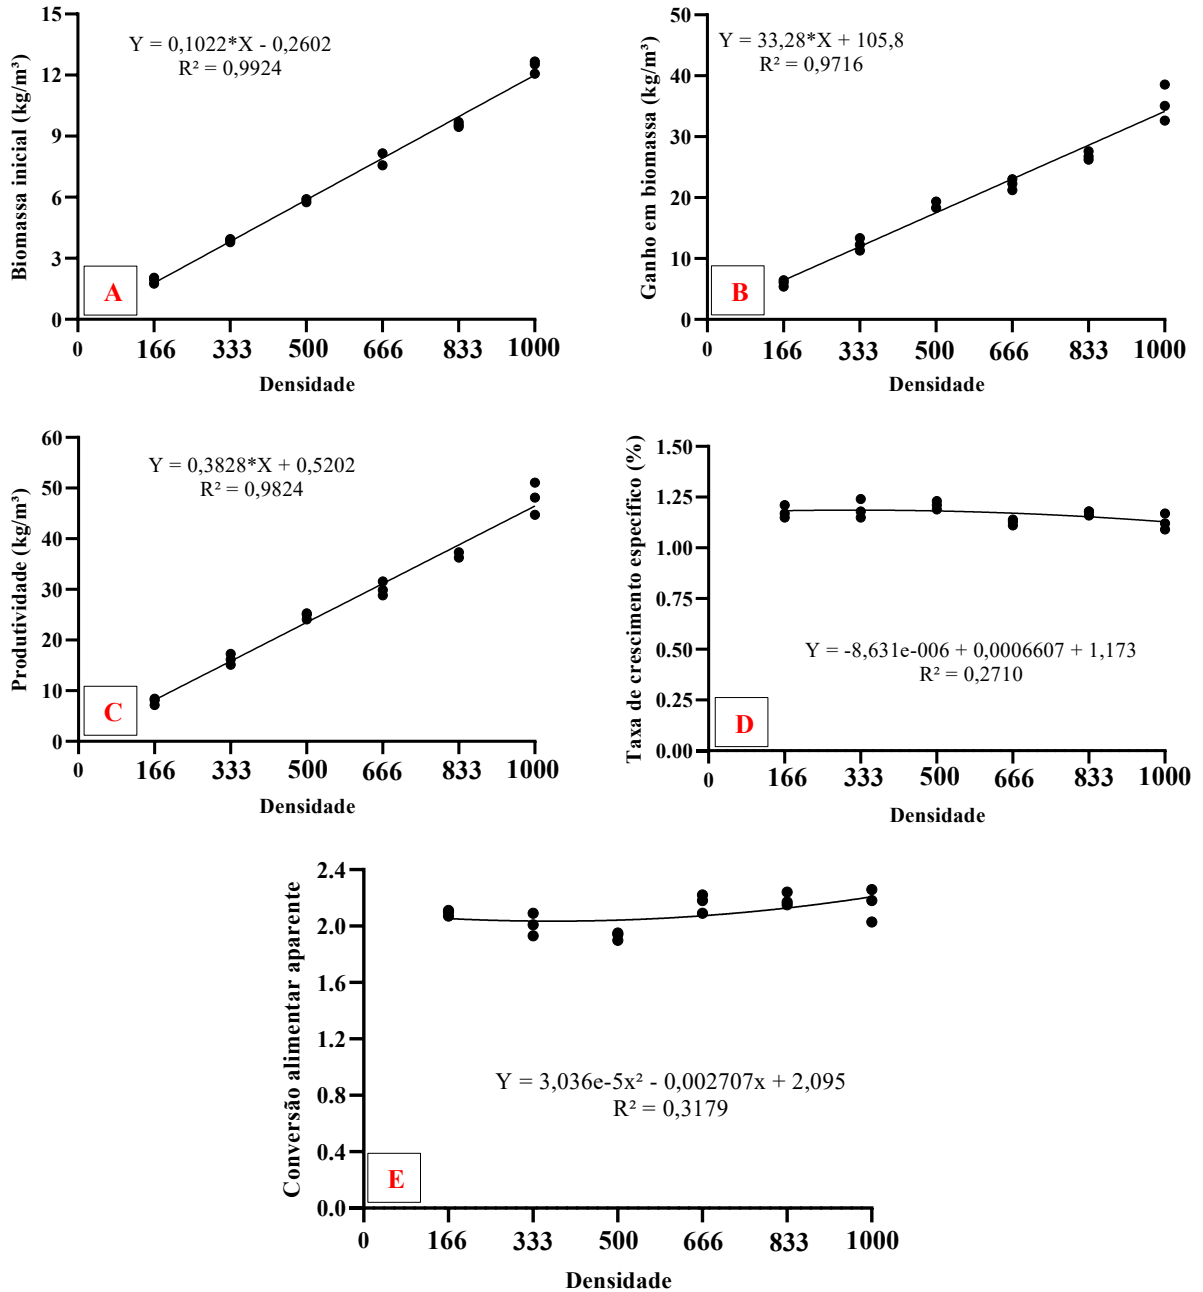 Biomassa inicial (kg/m³)
15
12
9
6
3
0
Y = 0,1022*X - 0,2602
R² = 0,9924
A
0 166 333 500 666 833 1000
Densidade
Ganho em biomassa (kg/m³)
50
40
30
20
10
0
Y = 33,28*X + 105,8
R² = 0,9716
B
0 166 333 500 666 833 1000
Densidade
Produtividade (kg/m³)
60
50
40
30
20
10
0
Y = 0,3828*X + 0,5202
R² = 0,9824
C
0 166 333 500 666 833 1000
Densidade
Taxa de crescimento específico (%)
1.50
1.25
1.00
0.75
0.50
0.25
0.00
Y = -8,631e-006 + 0,0006607 + 1,173
R² = 0,2710
D
0 166 333 500 666 833 1000
Densidade
Conversão alimentar aparente
2.4
2.0
1.6
1.2
0.8
0.4
0.0
Y = 3,036e-5x² - 0,002707x + 2,095
R² = 0,3179
E
0 166 333 500 666 833 1000
Densidade